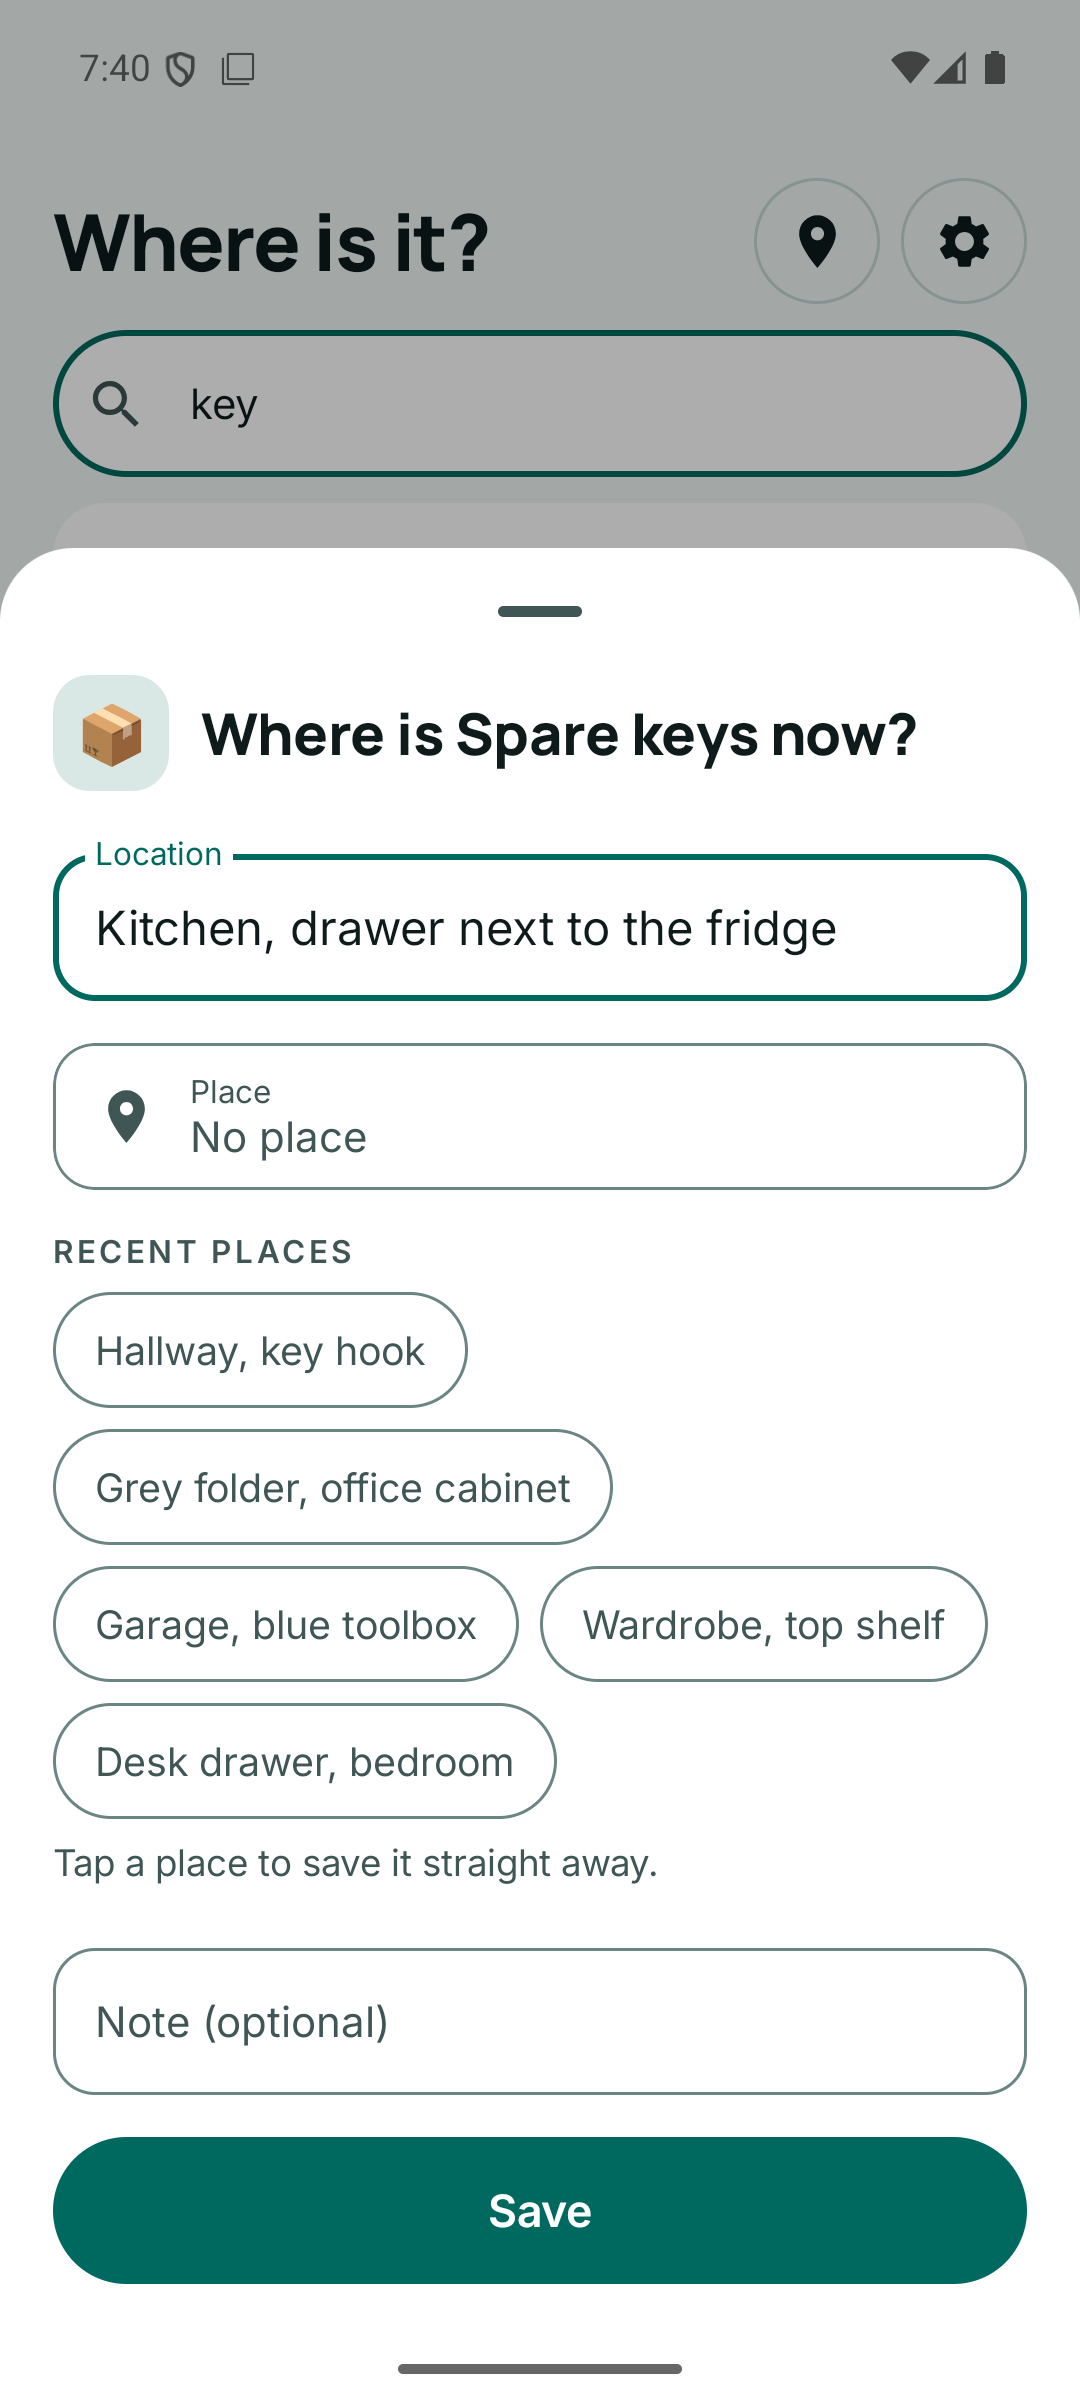 7:40
Where is it?
key
Where is Spare keys now?
Location
Kitchen, drawer next to the fridge
Place
No place
RECENT PLACES
Hallway, key hook
Grey folder, office cabinet
Garage, blue toolbox
Wardrobe, top shelf
Desk drawer, bedroom
Tap a place to save it straight away.
Note (optional)
Save